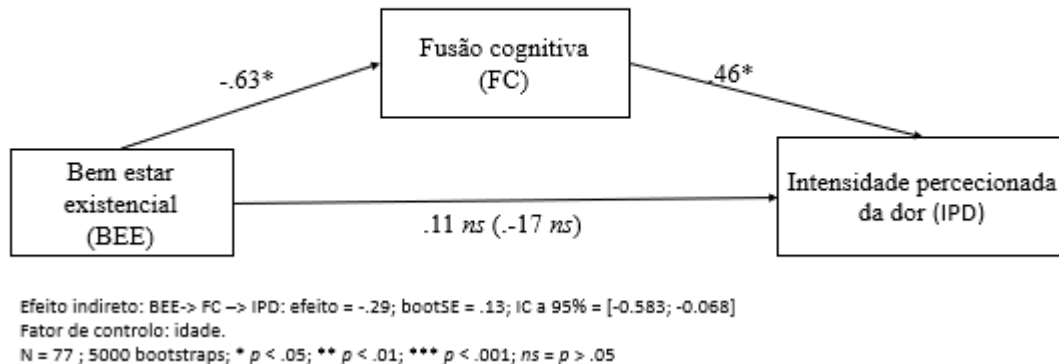 Fusão cognitiva
(FC)
-.63*
.46*
Bem estar
existencial
(BEE)
Intensidade percecionada
da dor (IPD)
.11 ns (.-17 ns)
Efeito indireto: BEE-> FC –> IPD: efeito = -.29; bootSE = .13; IC a 95% = [-0.583; -0.068]
Fator de controlo: idade.
N = 77 ; 5000 bootstraps; * p < .05; ** p < .01; *** p < .001; ns = p > .05